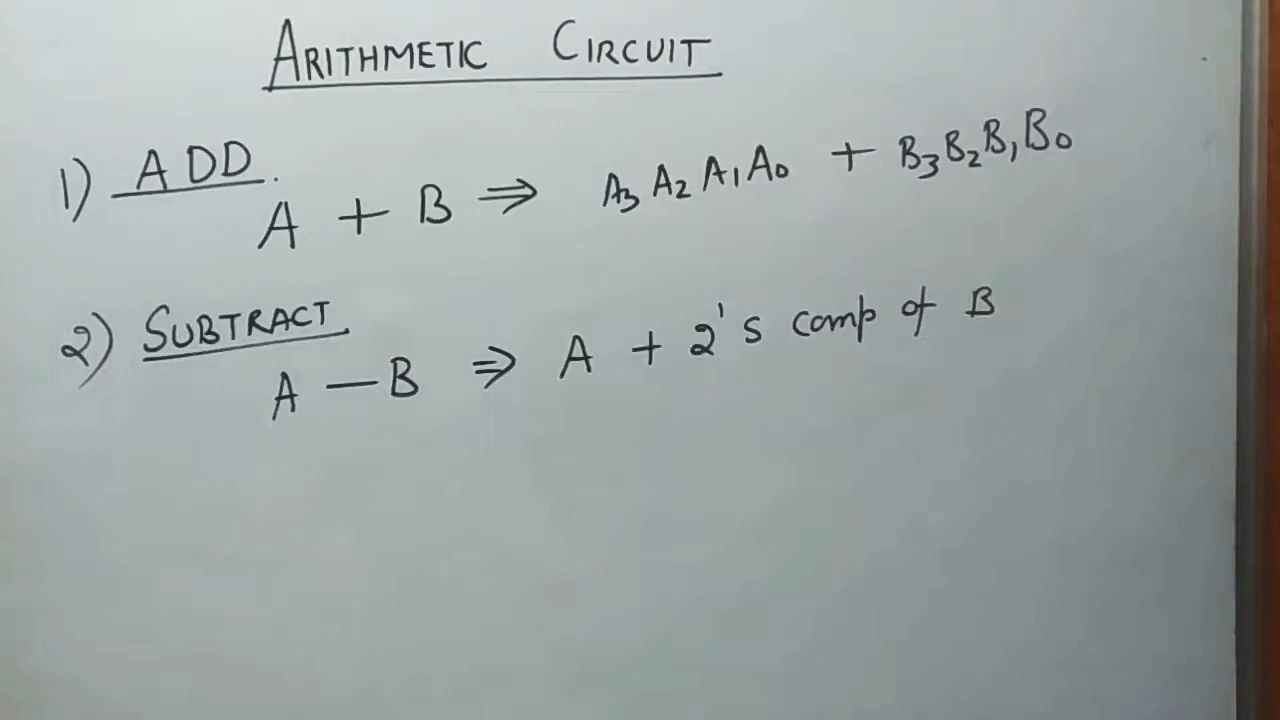 ARITHMETIC CIRCUIT
1) ADD.
A + B ⇒ A₃ A₂ A₁ A₀ + B₃ B₂ B₁ B₀
2) SUBTRACT
A — B ⇒ A + 2's comp of B